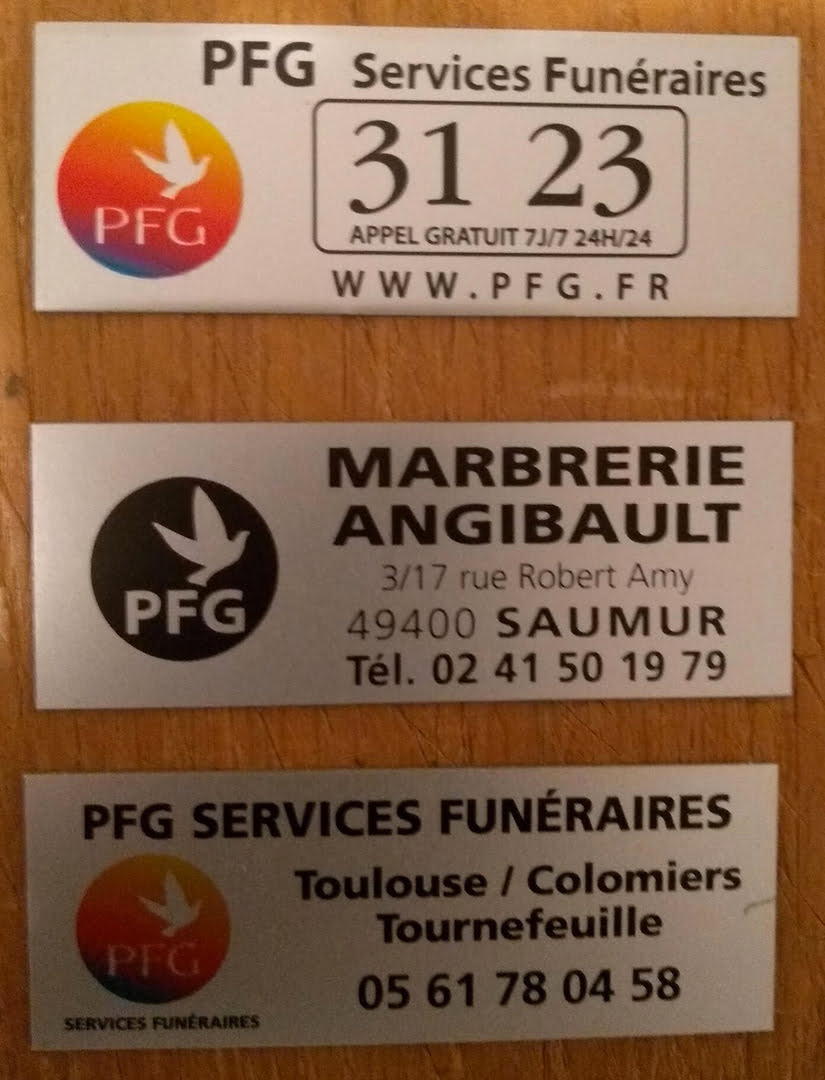 PFG Services Funéraires
31 23
APPEL GRATUIT 7J/7 24H/24
WWW.PFG.FR
PFG
MARBRERIE
ANGIBAULT
3/17 rue Robert Amy
49400 SAUMUR
Tél. 02 41 50 19 79
PFG
PFG SERVICES FUNÉRAIRES
Toulouse / Colomiers
Tournefeuille
05 61 78 04 58
PFG
SERVICES FUNÉRAIRES